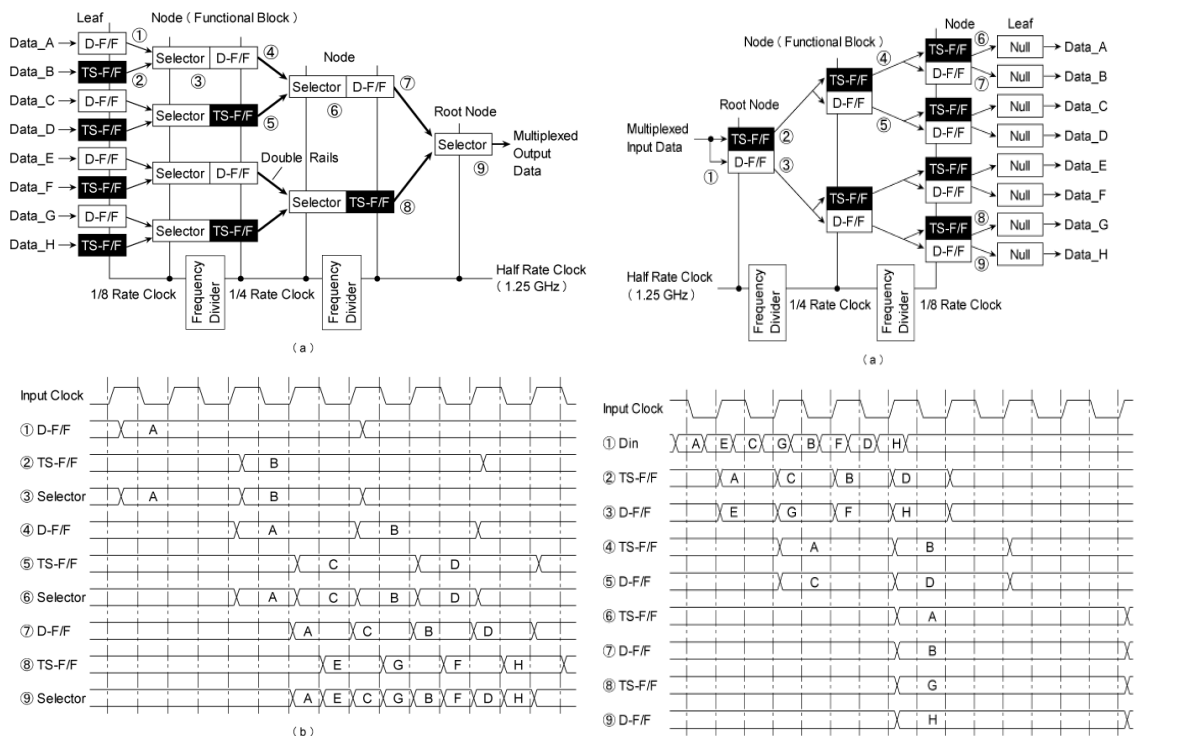 Leaf
Node ( Functional Block )
Data_A
D-F/F
①
Selector
D-F/F
④
Data_B
TS-F/F
②
③
Node
Data_C
D-F/F
Selector
D-F/F
⑦
Data_D
TS-F/F
Selector
TS-F/F
⑤
⑥
Root Node
Data_E
D-F/F
Double Rails
Selector
⑨
Multiplexed
Output
Data
Data_F
TS-F/F
Selector
D-F/F
Data_G
D-F/F
Selector
TS-F/F
⑧
Data_H
TS-F/F
Selector
TS-F/F
1/8 Rate Clock
Frequency
Divider
1/4 Rate Clock
Frequency
Divider
Half Rate Clock
( 1.25 GHz )
( a )
Node ( Functional Block )
Node
Leaf
④
TS-F/F
⑥
Null
Data_A
D-F/F
⑦
Null
Data_B
TS-F/F
D-F/F
⑤
TS-F/F
Null
Data_C
D-F/F
Null
Data_D
Root Node
Multiplexed
Input Data
①
TS-F/F
②
D-F/F
③
TS-F/F
Null
Data_E
D-F/F
Null
Data_F
TS-F/F
D-F/F
TS-F/F
⑧
Null
Data_G
D-F/F
⑨
Null
Data_H
Half Rate Clock
( 1.25 GHz )
Frequency
Divider
1/4 Rate Clock
Frequency
Divider
1/8 Rate Clock
( a )
Input Clock
① D-F/F A
② TS-F/F B
③ Selector A B
④ D-F/F A B
⑤ TS-F/F C D
⑥ Selector A C B D
⑦ D-F/F A C B D
⑧ TS-F/F E G F H
⑨ Selector A E C G B F D H
( b )
Input Clock
① Din A E C G B F D H
② TS-F/F A C B D
③ D-F/F E G F H
④ TS-F/F A B
⑤ D-F/F C D
⑥ TS-F/F A
⑦ D-F/F B
⑧ TS-F/F G
⑨ D-F/F H